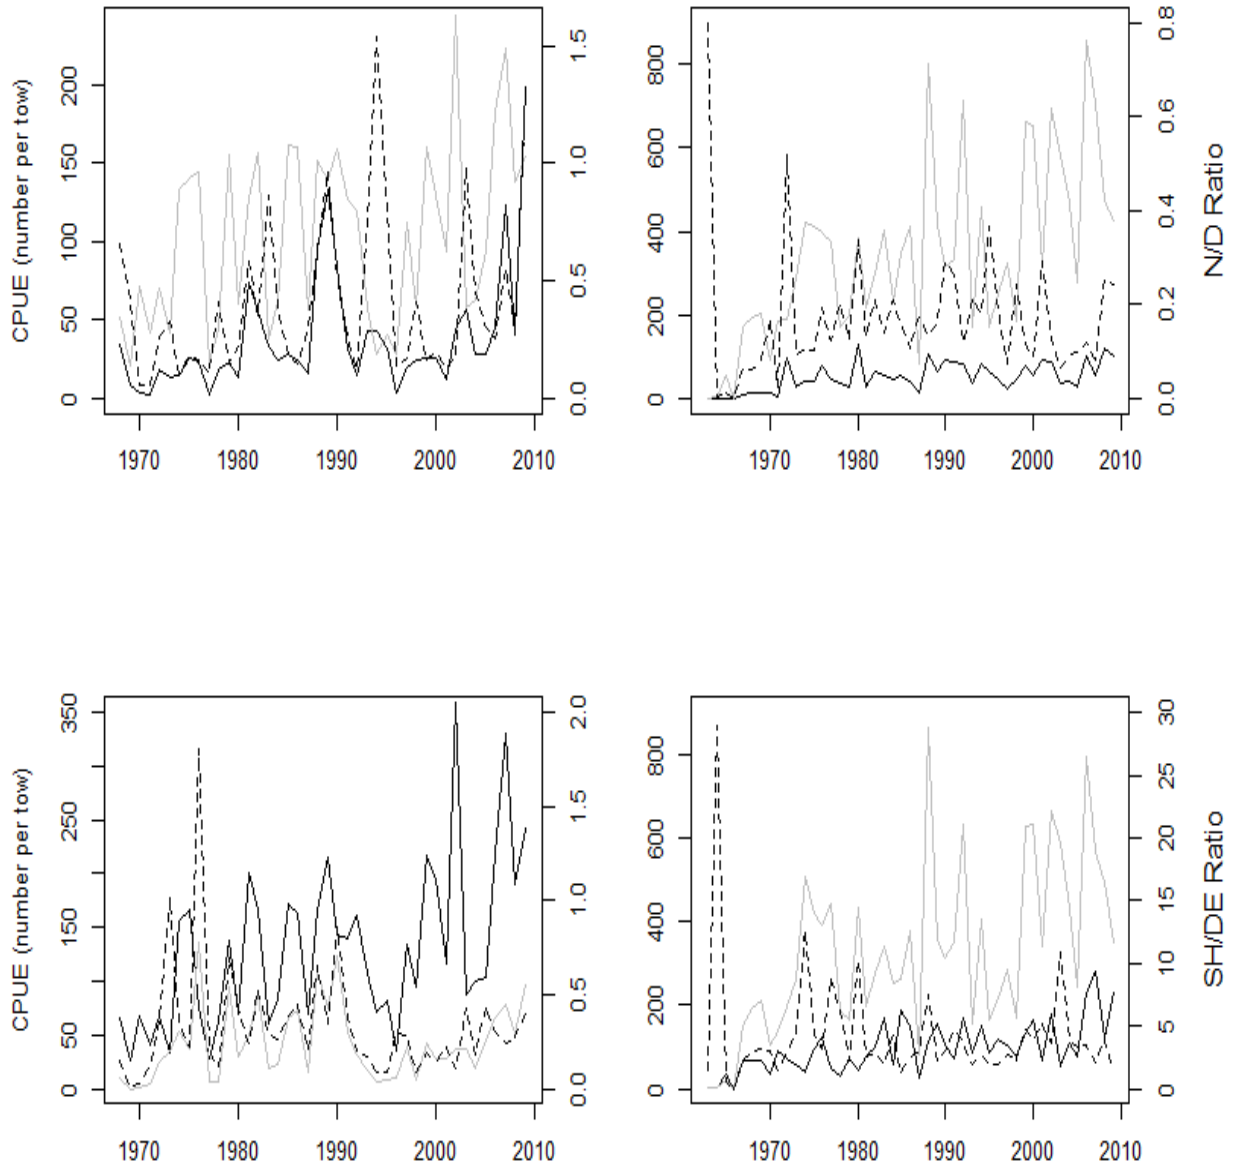 CPUE (number per tow)
0 50 100 150 200
0.0 0.5 1.0 1.5
1970 1980 1990 2000 2010
0 200 400 600 800
0.0 0.2 0.4 0.6 0.8
N/D Ratio
1970 1980 1990 2000 2010
CPUE (number per tow)
0 50 150 250 350
0.0 0.5 1.0 1.5 2.0
1970 1980 1990 2000 2010
0 200 400 600 800
0 5 10 15 20 25 30
SH/DE Ratio
1970 1980 1990 2000 2010